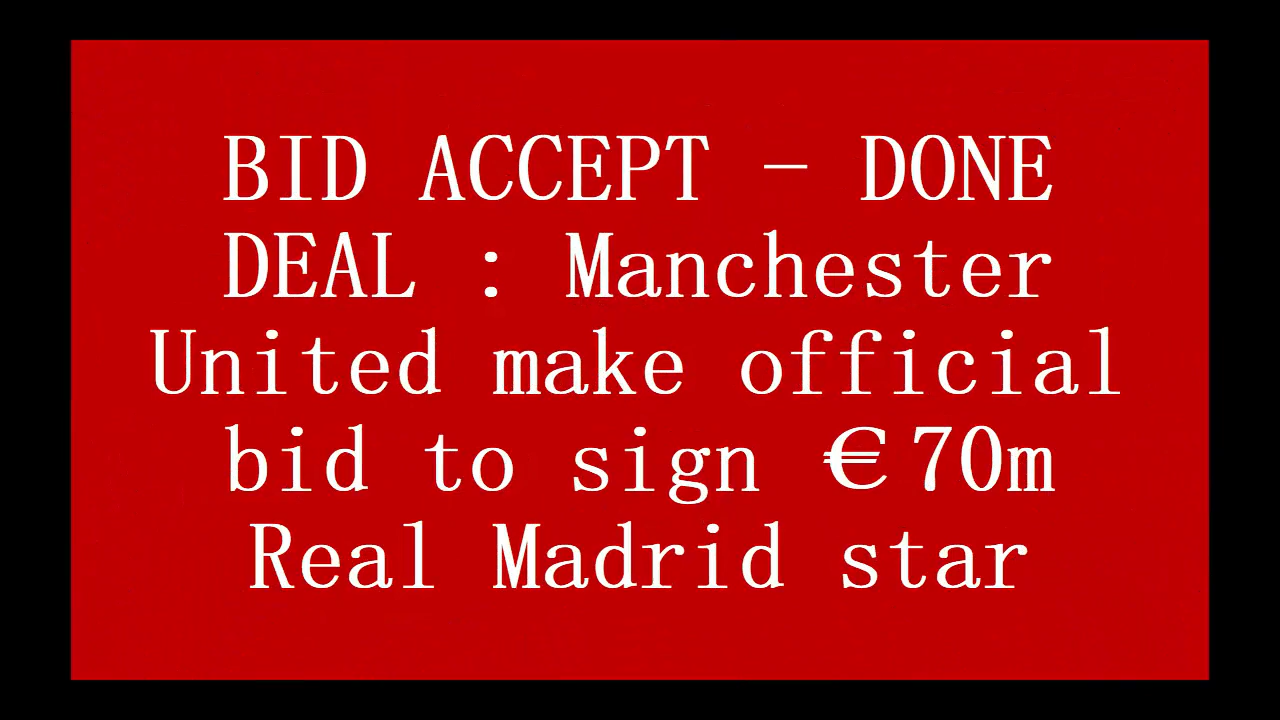 BID ACCEPT – DONE
DEAL : Manchester
United make official
bid to sign €70m
Real Madrid star